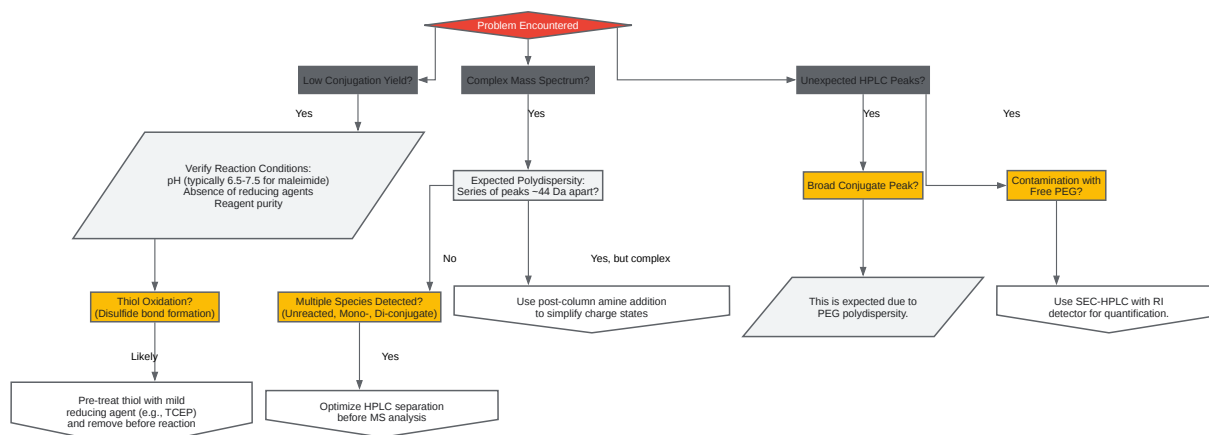 Problem Encountered
Low Conjugation Yield?
Complex Mass Spectrum?
Unexpected HPLC Peaks?
Yes
Yes
Yes
Yes
Verify Reaction Conditions:
pH (typically 6.5-7.5 for maleimide)
Absence of reducing agents
Reagent purity
Expected Polydispersity:
Series of peaks ~44 Da apart?
Broad Conjugate Peak?
Contamination with
Free PEG?
No
Yes, but complex
Thiol Oxidation?
(Disulfide bond formation)
Multiple Species Detected?
(Unreacted, Mono-, Di-conjugate)
Use post-column amine addition
to simplify charge states
This is expected due to
PEG polydispersity.
Use SEC-HPLC with RI
detector for quantification.
Likely
Yes
Pre-treat thiol with mild
reducing agent (e.g., TCEP)
and remove before reaction
Optimize HPLC separation
before MS analysis